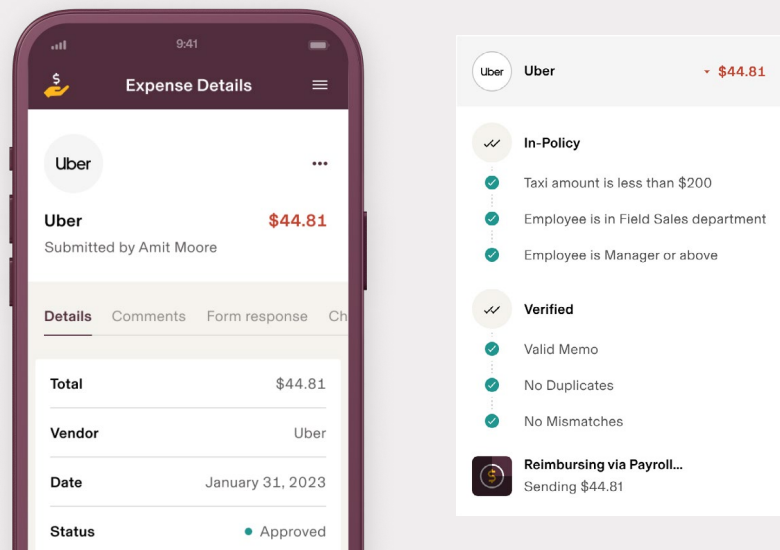 9:41
$
Expense Details
Uber
•••
Uber $44.81
Submitted by Amit Moore
Details Comments Form response Ch
Total $44.81
Vendor Uber
Date January 31, 2023
Status Approved
Uber Uber $44.81
In-Policy
Taxi amount is less than $200
Employee is in Field Sales department
Employee is Manager or above
Verified
Valid Memo
No Duplicates
No Mismatches
$
Reimbursing via Payroll...
Sending $44.81